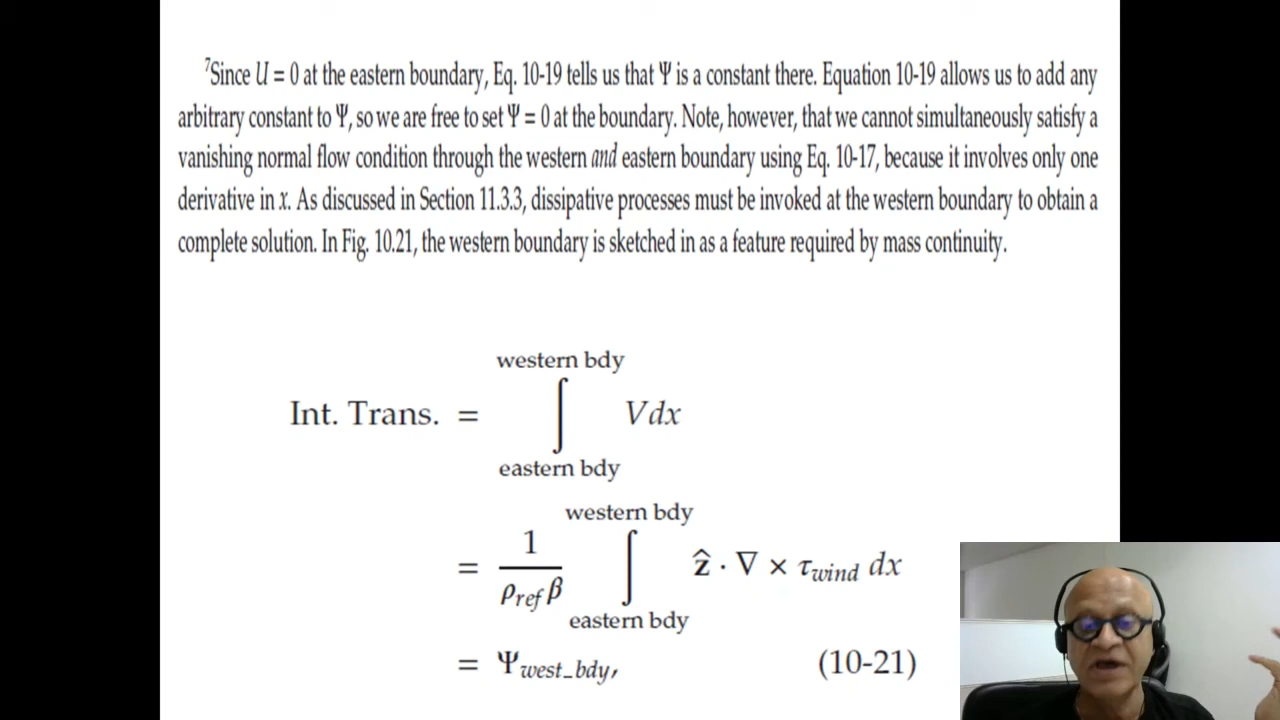 ⁷Since U = 0 at the eastern boundary, Eq. 10-19 tells us that Ψ is a constant there. Equation 10-19 allows us to add any
arbitrary constant to Ψ, so we are free to set Ψ = 0 at the boundary. Note, however, that we cannot simultaneously satisfy a
vanishing normal flow condition through the western and eastern boundary using Eq. 10-17, because it involves only one
derivative in x. As discussed in Section 11.3.3, dissipative processes must be invoked at the western boundary to obtain a
complete solution. In Fig. 10.21, the western boundary is sketched in as a feature required by mass continuity.
western bdy
Int. Trans. = ∫ Vdx
eastern bdy
western bdy
= 1/(ρ_ref β) ∫ ẑ · ∇ × τ_wind dx
eastern bdy
= Ψ_west_bdy, (10-21)